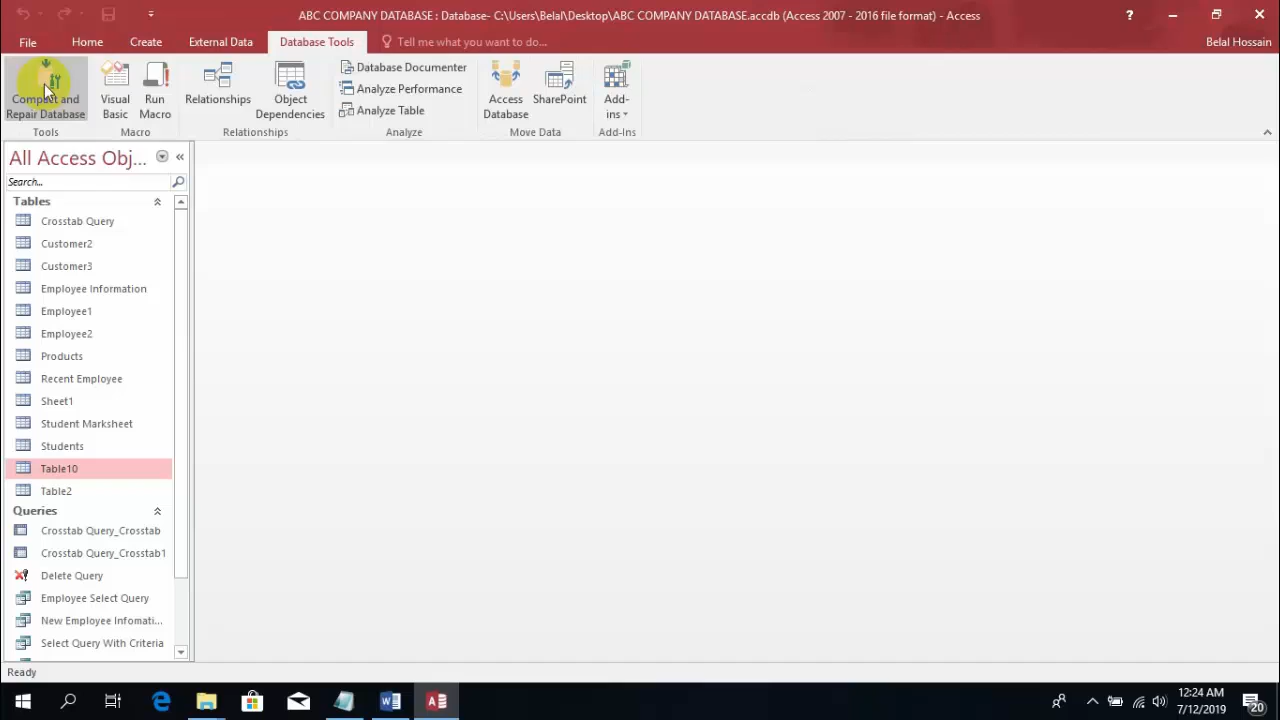 ABC COMPANY DATABASE : Database- C:\Users\Belal\Desktop\ABC COMPANY DATABASE.accdb (Access 2007 - 2016 file format) - Access
?
File
Home
Create
External Data
Database Tools
Tell me what you want to do...
Belal Hossain
Compact and
Repair Database
Visual
Basic
Run
Macro
Relationships
Object
Dependencies
Database Documenter
Analyze Performance
Analyze Table
Access
Database
SharePoint
Add-
ins
Tools
Macro
Relationships
Analyze
Move Data
Add-Ins
All Access Obj...
Search...
Tables
Crosstab Query
Customer2
Customer3
Employee Information
Employee1
Employee2
Products
Recent Employee
Sheet1
Student Marksheet
Students
Table10
Table2
Queries
Crosstab Query_Crosstab
Crosstab Query_Crosstab1
Delete Query
Employee Select Query
New Employee Infomati...
Select Query With Criteria
Ready
12:24 AM
7/12/2019
20